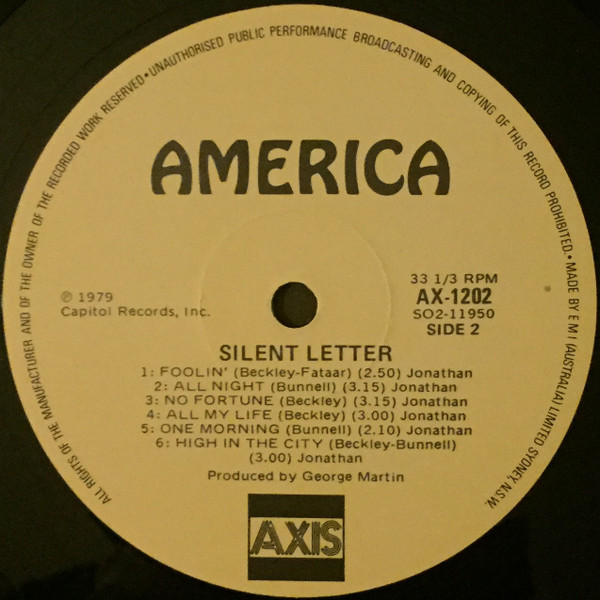 ALL RIGHTS OF THE MANUFACTURER AND OF THE OWNER OF THE RECORDED WORK RESERVED•UNAUTHORISED PUBLIC PERFORMANCE BROADCASTING AND COPYING OF THIS RECORD PROHIBITED.•MADE BY E M I (AUSTRALIA) LIMITED SYDNEY, N.S.W.
AMERICA
℗ 1979
Capitol Records, Inc.
33 1/3 RPM
AX-1202
SO2-11950
SIDE 2
SILENT LETTER
1: FOOLIN' (Beckley-Fataar) (2.50) Jonathan
2: ALL NIGHT (Bunnell) (3.15) Jonathan
3: NO FORTUNE (Beckley) (3.15) Jonathan
4: ALL MY LIFE (Beckley) (3.00) Jonathan
5: ONE MORNING (Bunnell) (2.10) Jonathan
6: HIGH IN THE CITY (Beckley-Bunnell)
(3.00) Jonathan
Produced by George Martin
AXIS